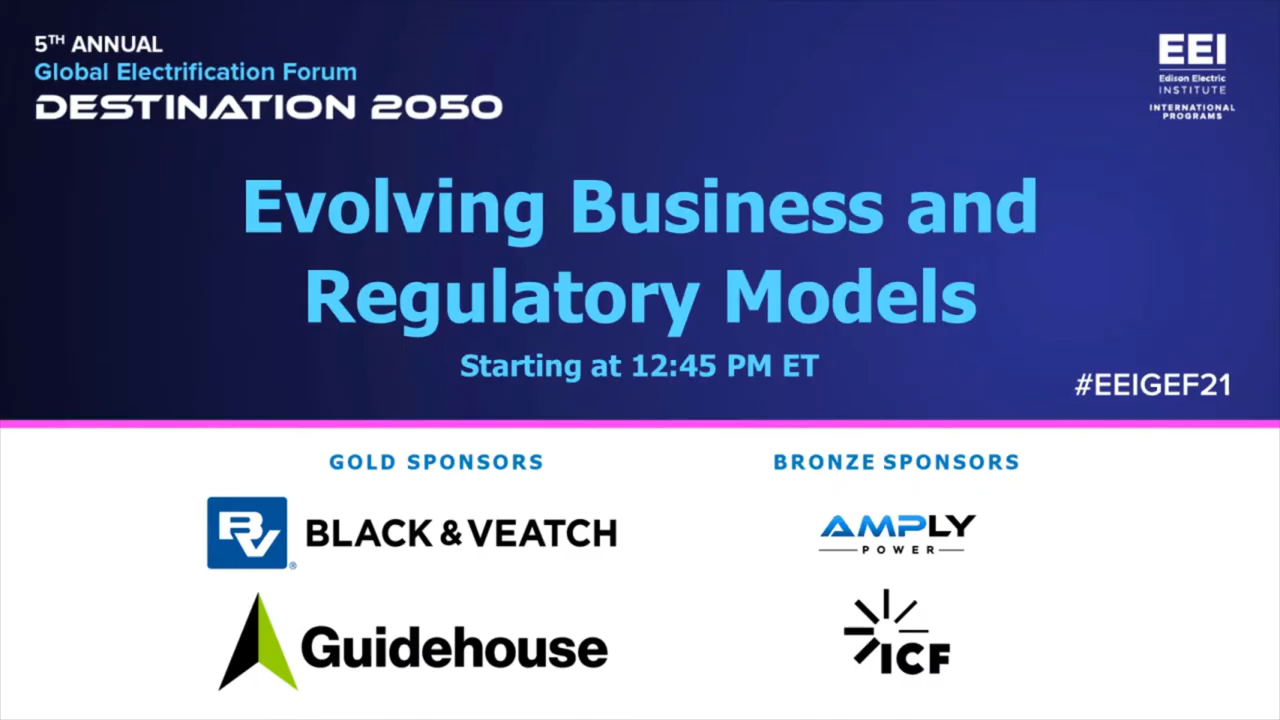 5TH ANNUAL
Global Electrification Forum
DESTINATION 2050
EEI
Edison Electric
INSTITUTE
INTERNATIONAL
PROGRAMS
Evolving Business and
Regulatory Models
Starting at 12:45 PM ET
#EEIGEF21
GOLD SPONSORS
BV
®
BLACK & VEATCH
Guidehouse
BRONZE SPONSORS
AMPLY
POWER
ICF